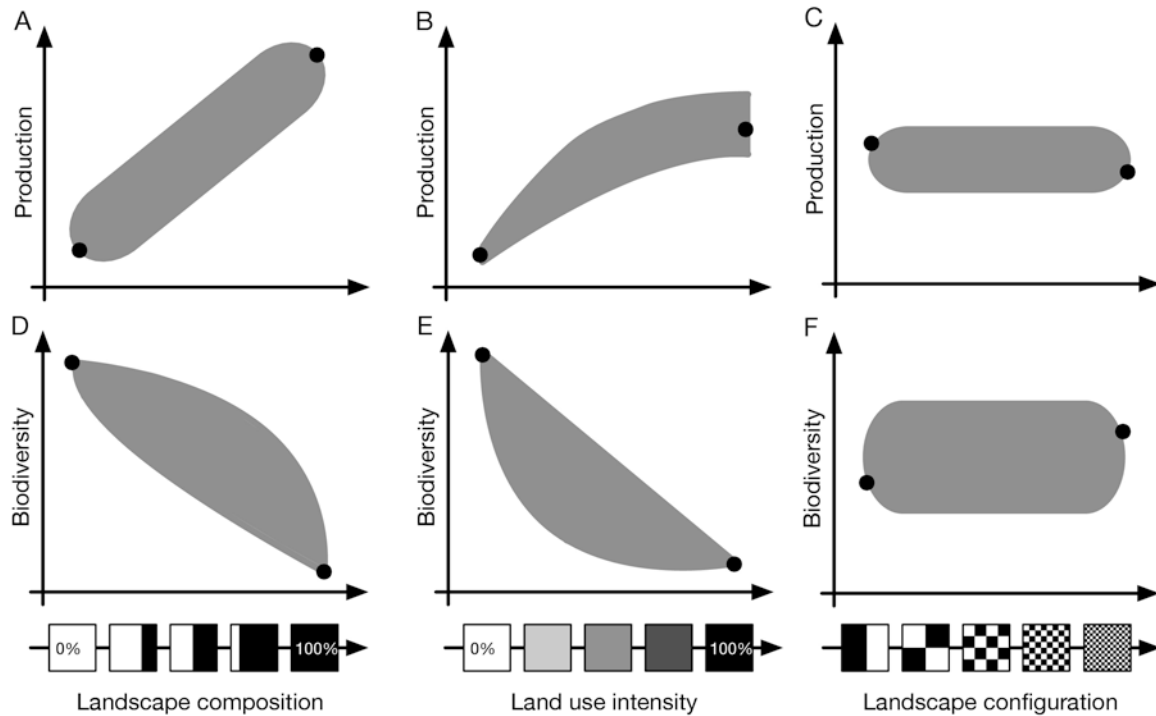 A
B
C
Production
Production
Production
D
E
F
Biodiversity
Biodiversity
Biodiversity
0%
100%
0%
100%
Landscape composition
Land use intensity
Landscape configuration